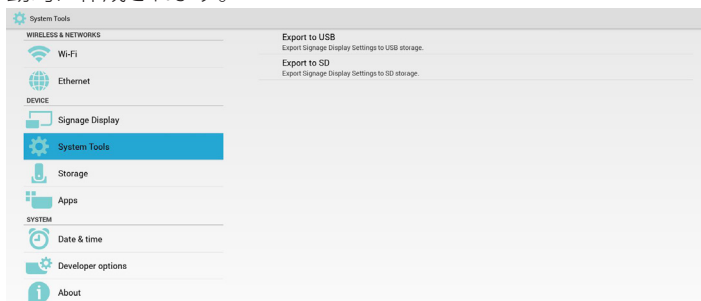 System Tools
WIRELESS & NETWORKS
Wi-Fi
Ethernet
DEVICE
Signage Display
System Tools
Storage
Apps
SYSTEM
Date & time
Developer options
About
Export to USB
Export Signage Display Settings to USB storage.
Export to SD
Export Signage Display Settings to SD storage.